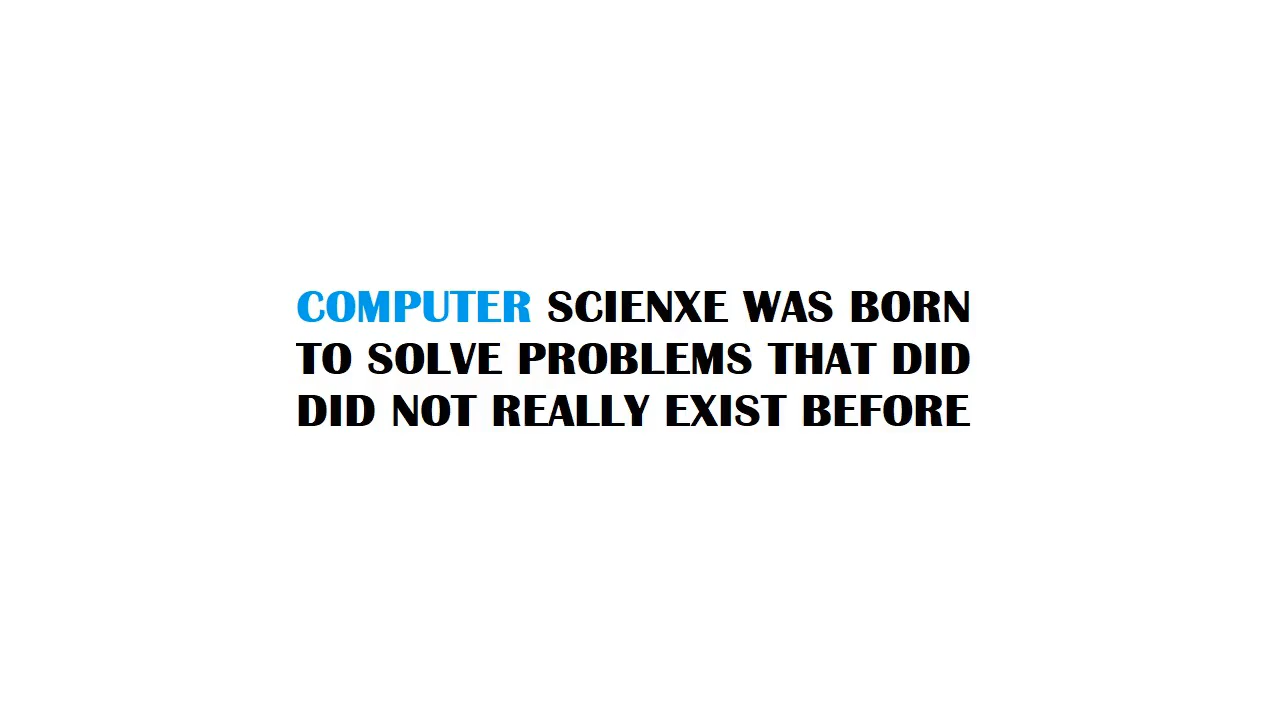 COMPUTER SCIENXE WAS BORN
TO SOLVE PROBLEMS THAT DID
DID NOT REALLY EXIST BEFORE